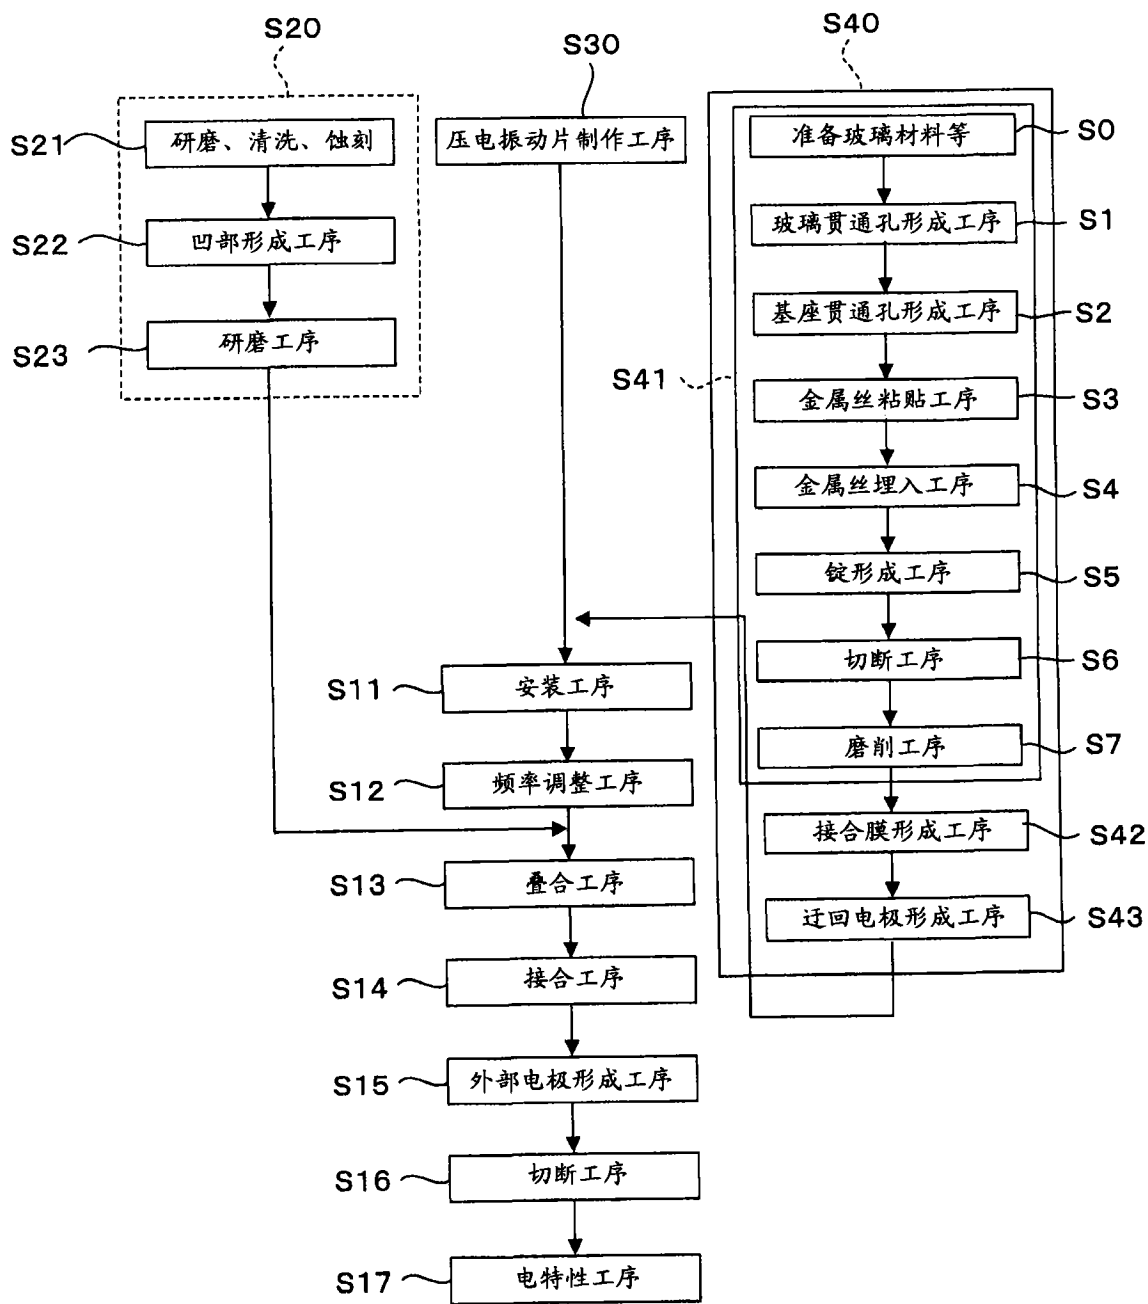 S20
S21
研磨、清洗、蚀刻
S22
凹部形成工序
S23
研磨工序
S30
压电振动片制作工序
S40
准备玻璃材料等
S0
玻璃贯通孔形成工序
S1
基座贯通孔形成工序
S2
S41
金属丝粘贴工序
S3
金属丝埋入工序
S4
锭形成工序
S5
切断工序
S6
磨削工序
S7
接合膜形成工序
S42
迂回电极形成工序
S43
S11
安装工序
S12
频率调整工序
S13
叠合工序
S14
接合工序
S15
外部电极形成工序
S16
切断工序
S17
电特性工序